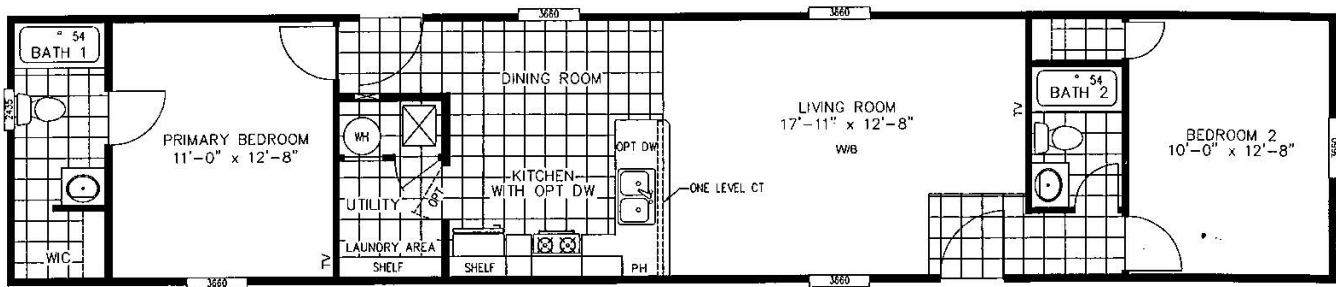 54
BATH 1
2435
PRIMARY BEDROOM
11'-0" x 12'-8"
WIC
TV
3660
WH
UTILITY
OPT
LAUNDRY AREA
SHELF
3660
DINING ROOM
KITCHEN
WITH OPT DW
OPT DW
ONE LEVEL CT
SHELF
PH
3660
LIVING ROOM
17'-11" x 12'-8"
W/B
TV
3660
54
BATH 2
BEDROOM 2
10'-0" x 12'-8"
3660